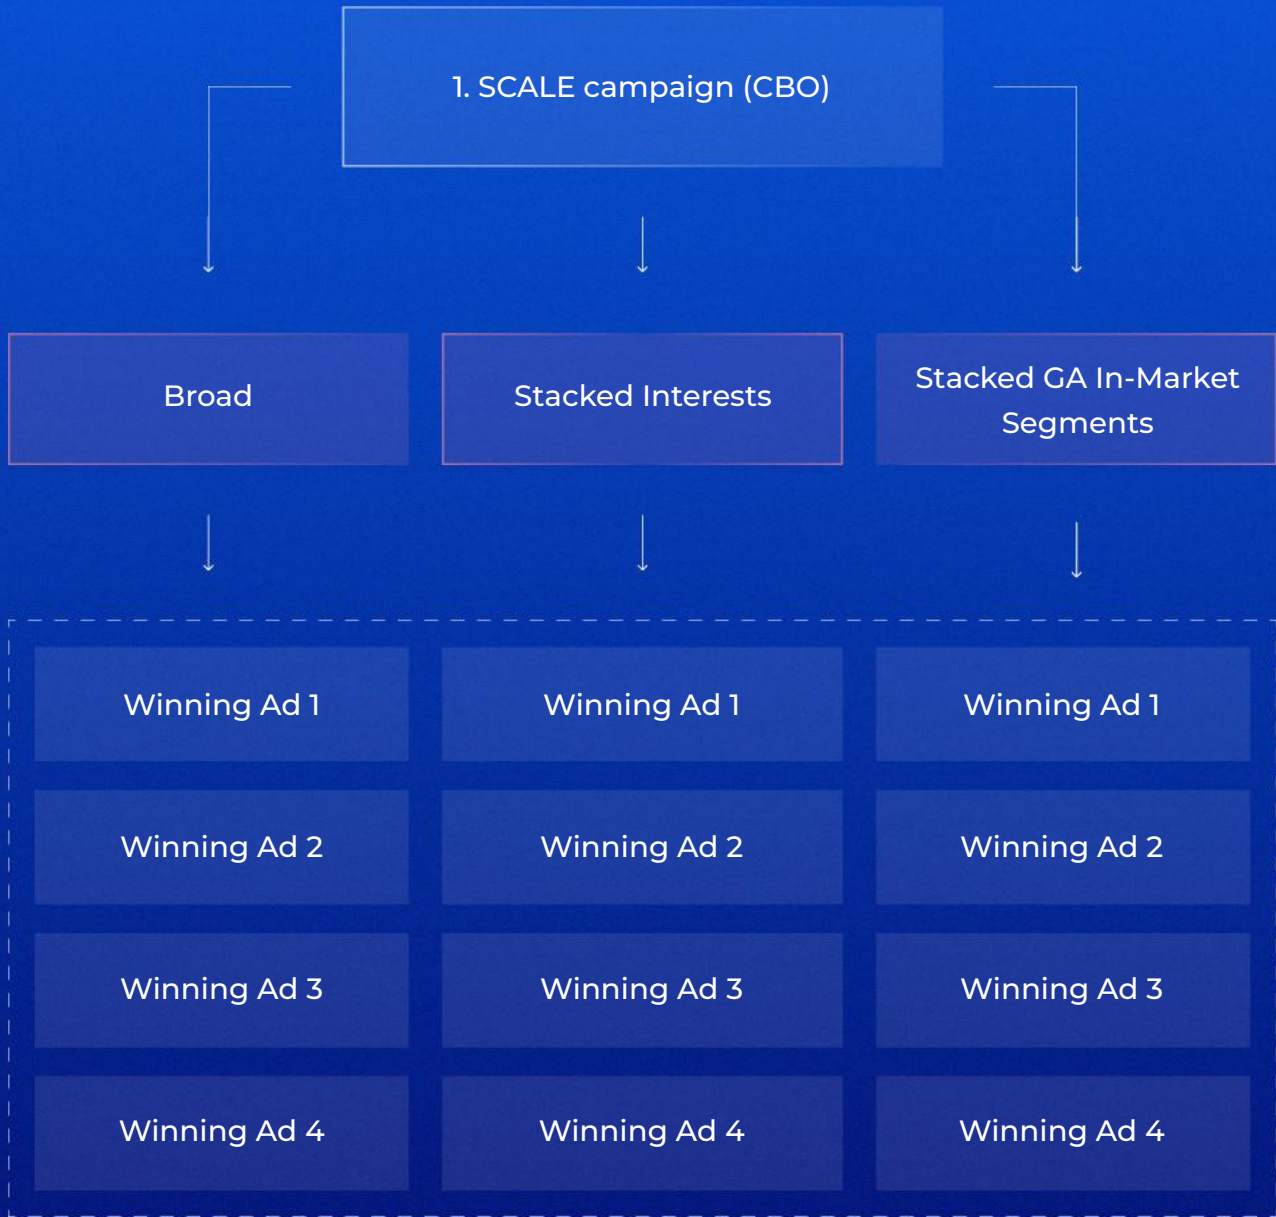 1. SCALE campaign (CBO)
Broad
Stacked Interests
Stacked GA In-Market
Segments
Winning Ad 1
Winning Ad 1
Winning Ad 1
Winning Ad 2
Winning Ad 2
Winning Ad 2
Winning Ad 3
Winning Ad 3
Winning Ad 3
Winning Ad 4
Winning Ad 4
Winning Ad 4